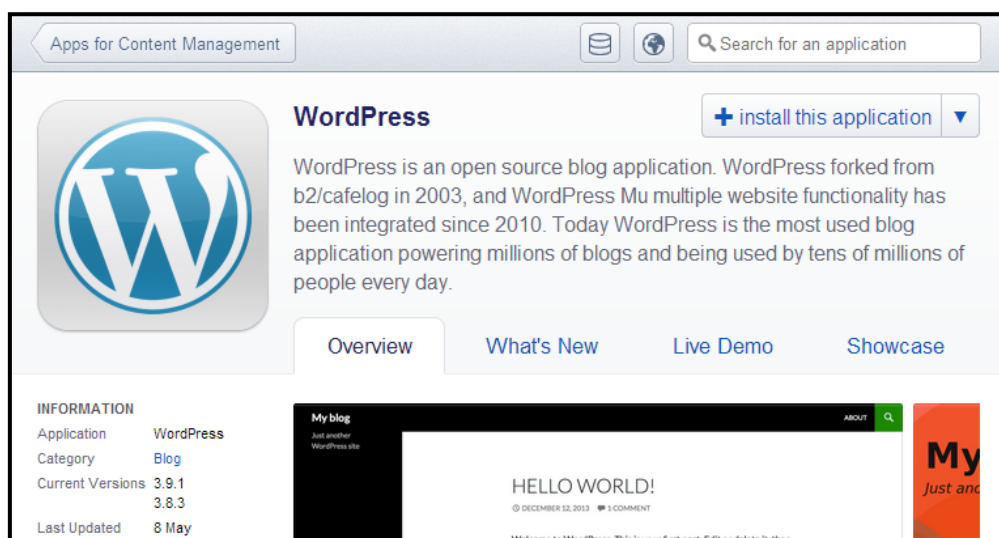 Apps for Content Management
Search for an application
WordPress
install this application
WordPress is an open source blog application. WordPress forked from
b2/cafelog in 2003, and WordPress Mu multiple website functionality has
been integrated since 2010. Today WordPress is the most used blog
application powering millions of blogs and being used by tens of millions of
people every day.
Overview What's New Live Demo Showcase
INFORMATION
Application WordPress
Category Blog
Current Versions 3.9.1
3.8.3
Last Updated 8 May
My blog
Just another
WordPress site
ABOUT
HELLO WORLD!
DECEMBER 12, 2013 1 COMMENT
My
Just